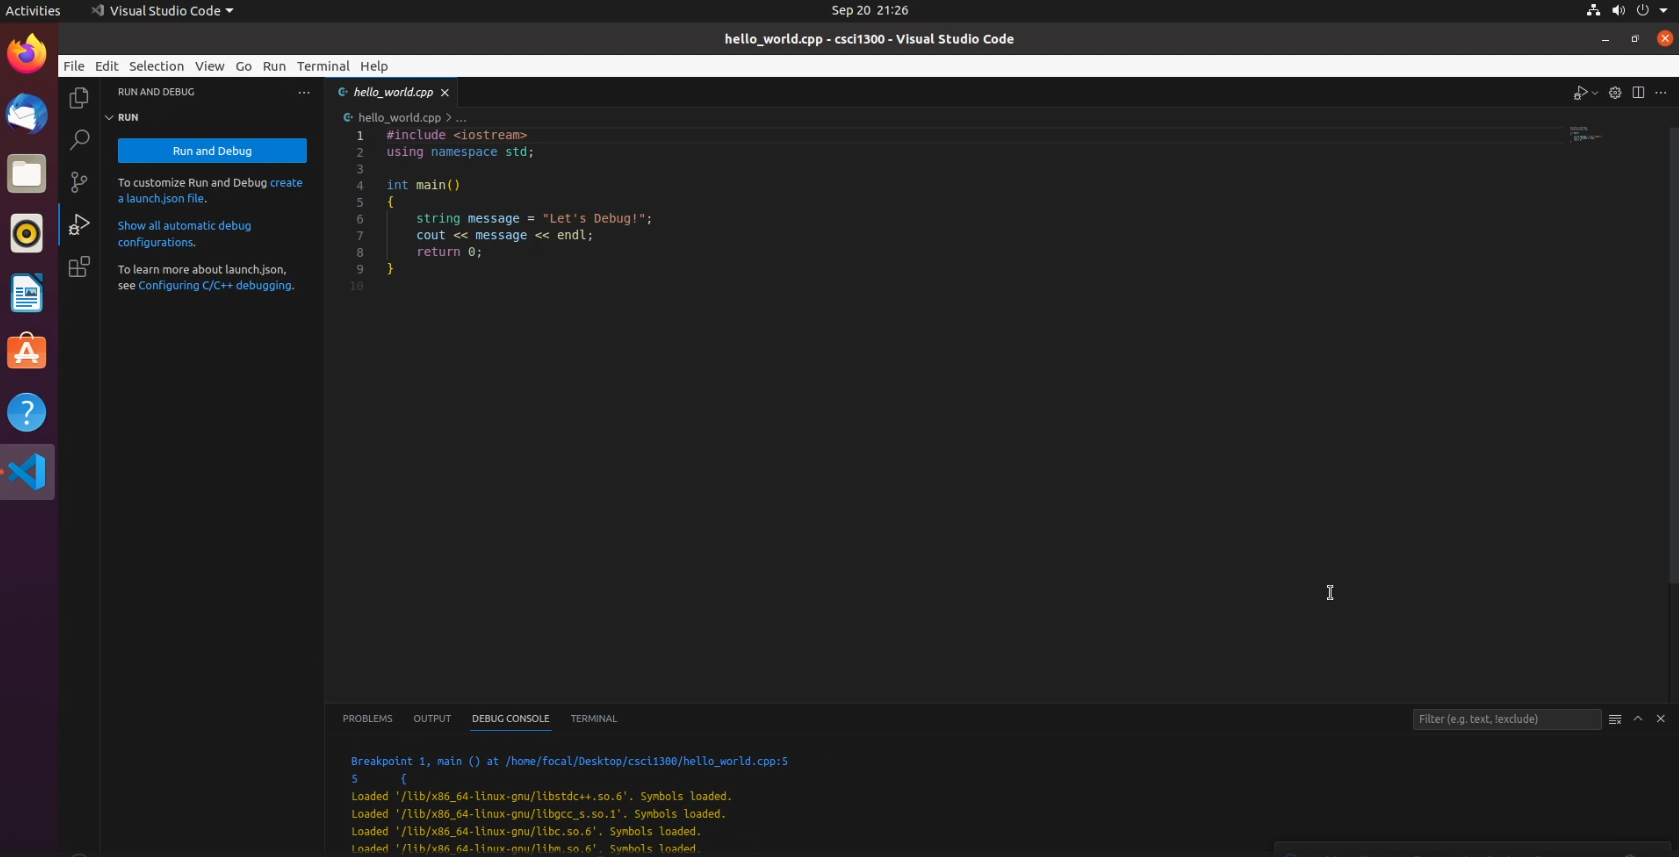 Activities
Visual Studio Code
Sep 20 21:26
hello_world.cpp - csci1300 - Visual Studio Code
File Edit Selection View Go Run Terminal Help
RUN AND DEBUG
RUN
Run and Debug
To customize Run and Debug create
a launch.json file.
Show all automatic debug
configurations.
To learn more about launch.json,
see Configuring C/C++ debugging.
hello_world.cpp
hello_world.cpp > ...
1 #include <iostream>
2 using namespace std;
3
4 int main()
5 {
6 string message = "Let's Debug!";
7 cout << message << endl;
8 return 0;
9 }
10
PROBLEMS OUTPUT DEBUG CONSOLE TERMINAL
Filter (e.g. text, !exclude)
Breakpoint 1, main () at /home/focal/Desktop/csci1300/hello_world.cpp:5
5 {
Loaded '/lib/x86_64-linux-gnu/libstdc++.so.6'. Symbols loaded.
Loaded '/lib/x86_64-linux-gnu/libgcc_s.so.1'. Symbols loaded.
Loaded '/lib/x86_64-linux-gnu/libc.so.6'. Symbols loaded.
Loaded '/lib/x86_64-linux-gnu/libm.so.6'. Symbols loaded.